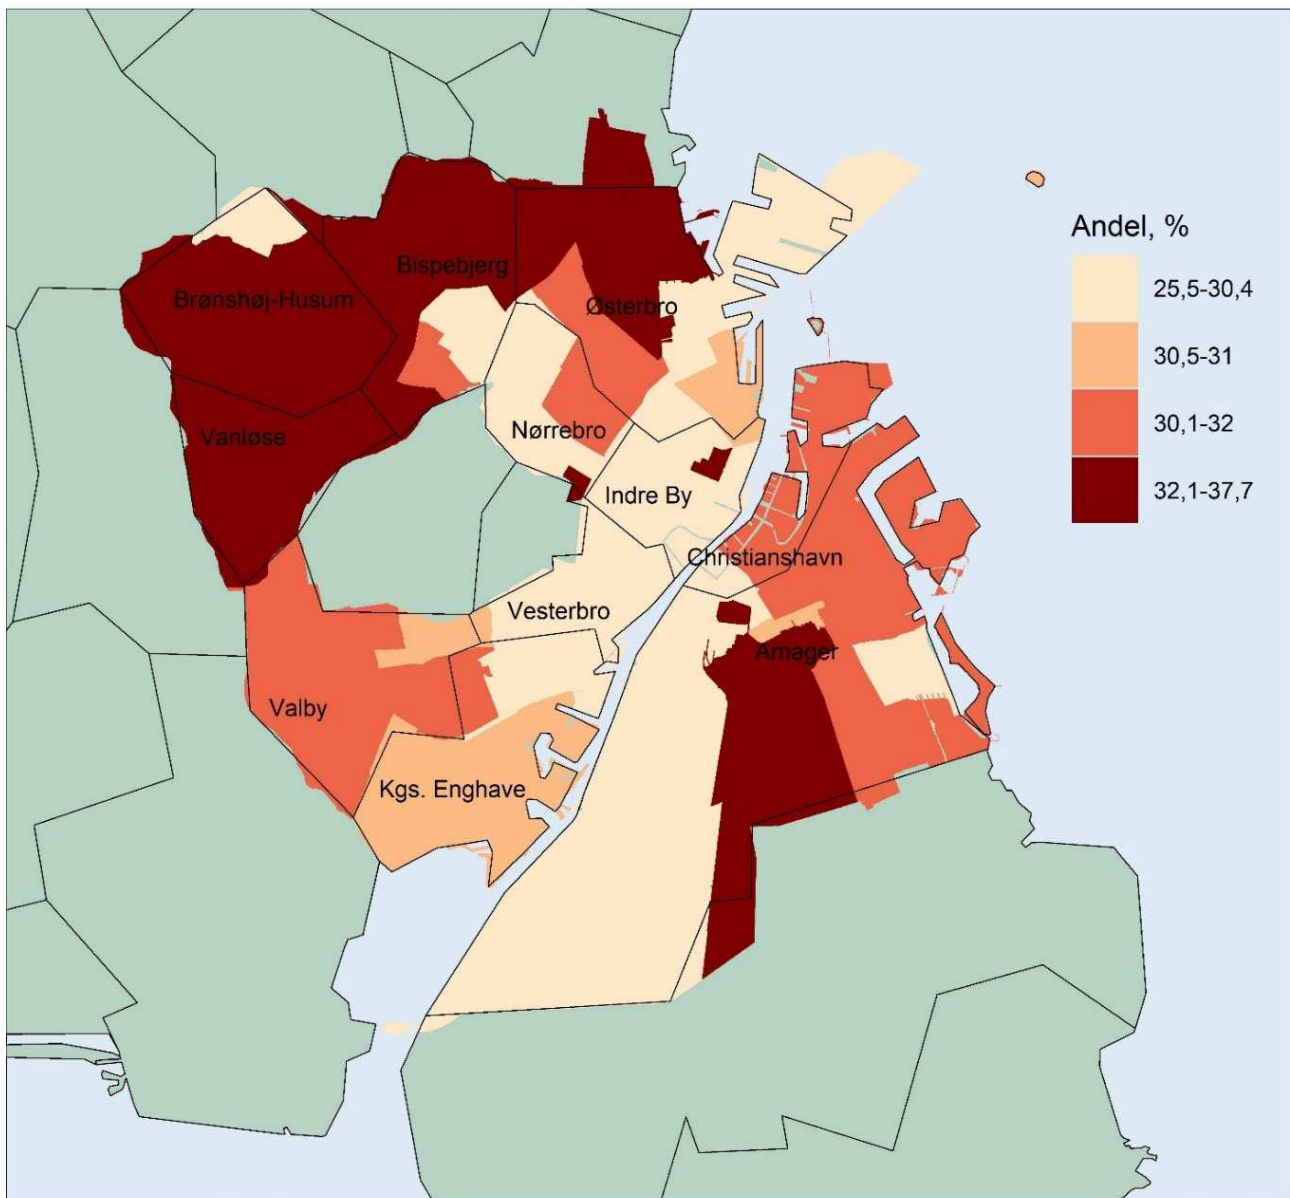 Andel, %
25,5-30,4
30,5-31
30,1-32
32,1-37,7
Bispebjerg
Brønshøj-Husum
Østerbro
Vanløse
Nørrebro
Indre By
Christianshavn
Vesterbro
Amager
Valby
Kgs. Enghave